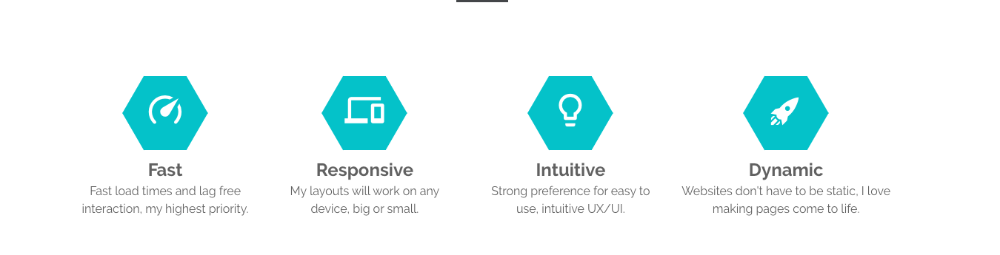 Fast
Fast load times and lag free
interaction, my highest priority.
Responsive
My layouts will work on any
device, big or small.
Intuitive
Strong preference for easy to
use, intuitive UX/UI.
Dynamic
Websites don't have to be static, I love
making pages come to life.